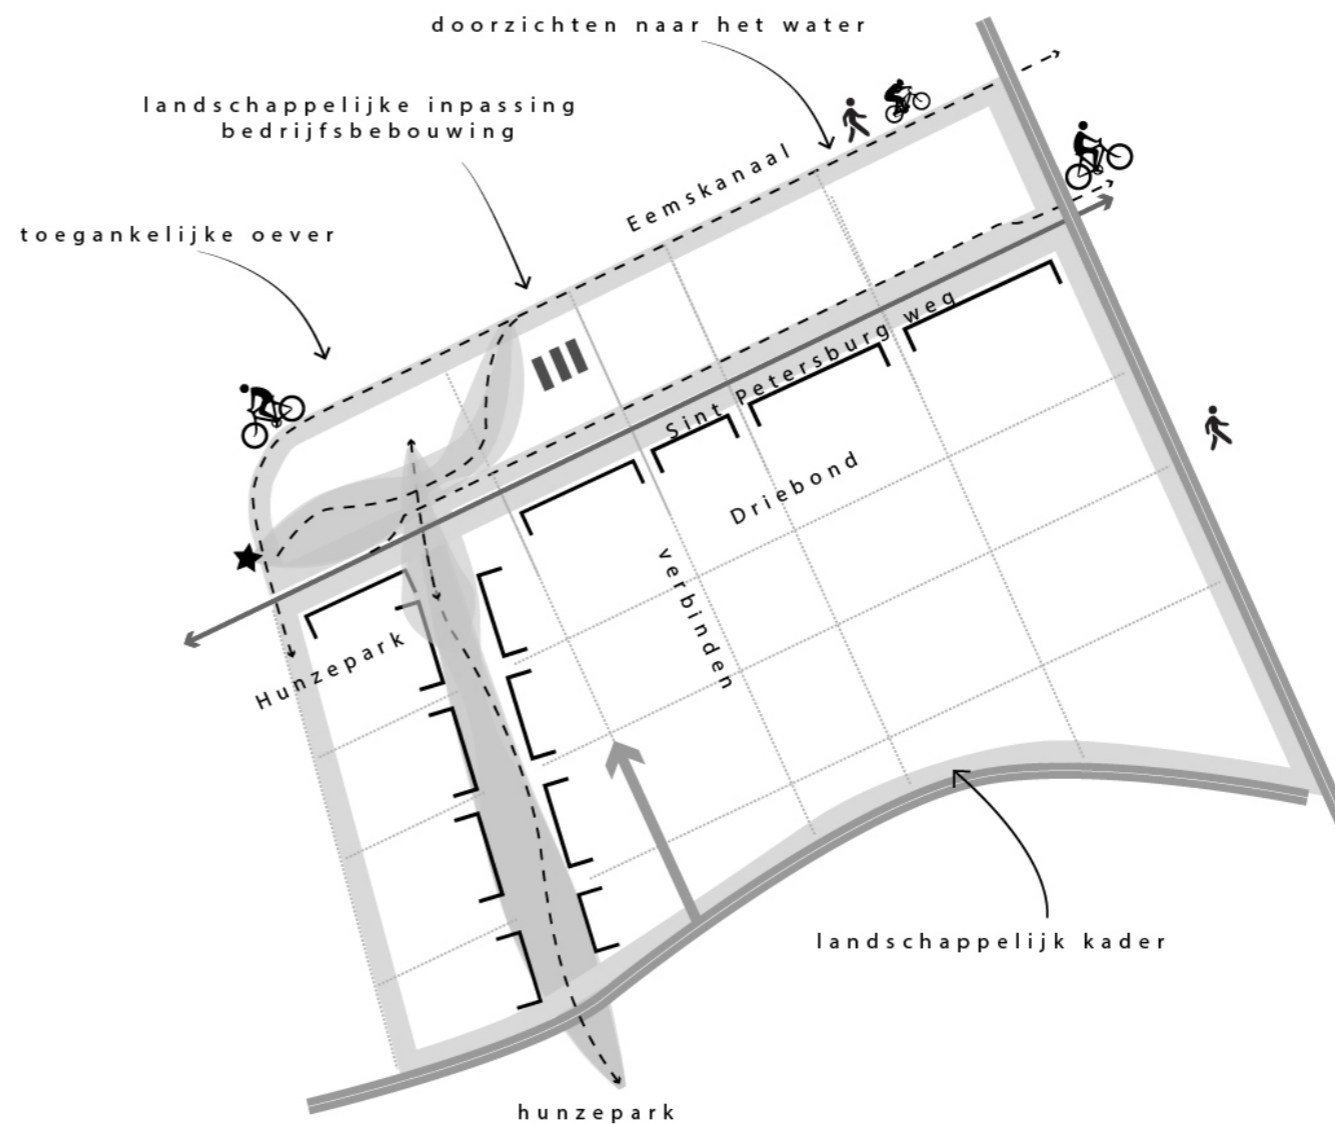 doorzichten naar het water
landschappelijke inpassing
bedrijfsbebouwing
Eemskanaal
toegankelijke oever
Sint Petersburg weg
Driebond
verbinden
Hunzepark
landschappelijk kader
hunzepark